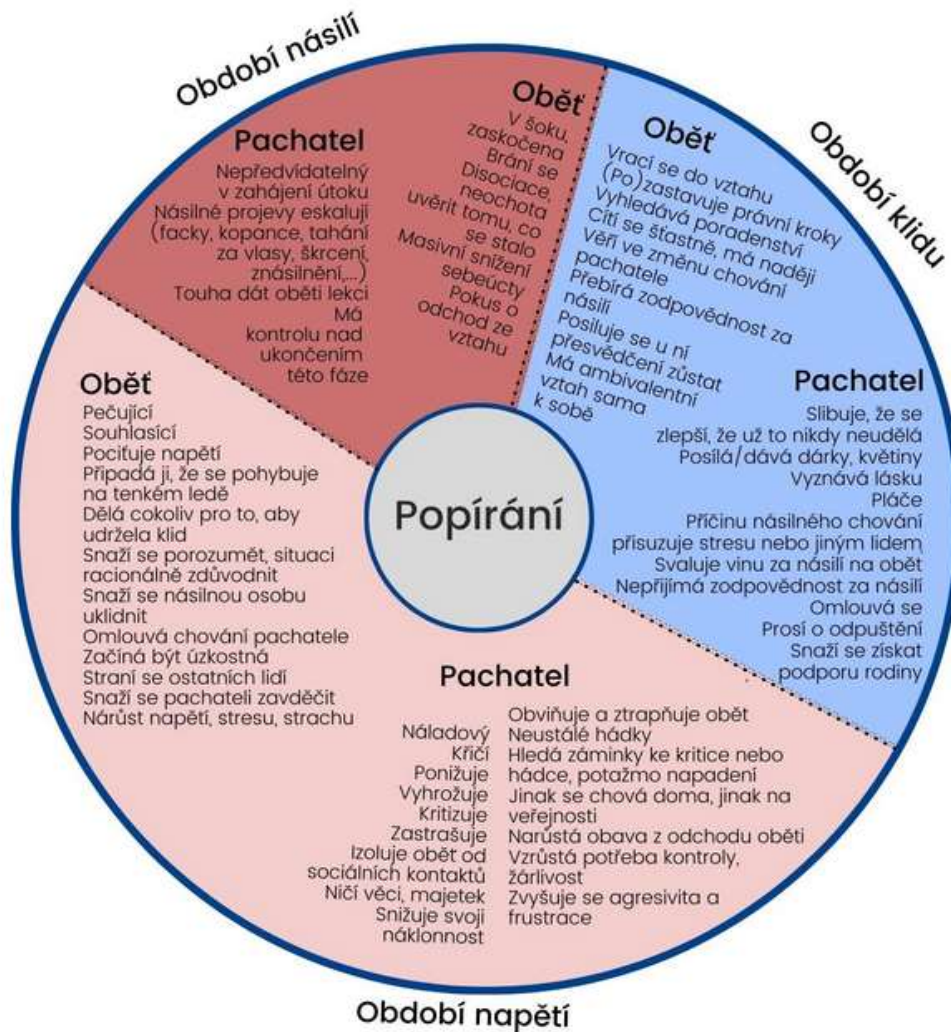 Období násilí
Pachatel
Nepředvídatelný
v zahájení útoku
Násilné projevy eskalují
(facky, kopance, tahání
za vlasy, škrcení,
znásilnění,...)
Touha dát oběti lekci
Má
kontrolu nad
ukončením
této fáze
Oběť
V šoku,
zaskočena
Brání se
Disociace,
neochota
uvěřit tomu, co
se stalo
Masivní snížení
sebeúcty
Pokus o
odchod ze
vztahu
Období klidu
Oběť
Vrací se do vztahu
(Po)zastavuje právní kroky
Vyhledává poradenství
Cítí se šťastně, má naději
Věří ve změnu chování
pachatele
Přebírá zodpovědnost za
násilí
Posiluje se u ní
přesvědčení zůstat
Má ambivalentní
vztah sama
k sobě
Pachatel
Slibuje, že se
zlepší, že už to nikdy neudělá
Posílá/dává dárky, květiny
Vyznává lásku
Pláče
Příčinu násilného chování
přisuzuje stresu nebo jiným lidem
Svaluje vinu za násilí na oběť
Nepřijímá zodpovědnost za násilí
Omlouvá se
Prosí o odpuštění
Snaží se získat
podporu rodiny
Popírání
Oběť
Pečující
Souhlasící
Pociťuje napětí
Připadá ji, že se pohybuje
na tenkém ledě
Dělá cokoliv pro to, aby
udržela klid
Snaží se porozumět, situaci
racionálně zdůvodnit
Snaží se násilnou osobu
uklidnit
Omlouvá chování pachatele
Začíná být úzkostná
Straní se ostatních lidí
Snaží se pachateli zavděčit
Nárůst napětí, stresu, strachu
Pachatel
Náladový
Křičí
Ponižuje
Vyhrožuje
Kritizuje
Zastrašuje
Izoluje oběť od
sociálních kontaktů
Ničí věci, majetek
Snižuje svoji
náklonnost
Obviňuje a ztrapňuje oběť
Neustálé hádky
Hledá záminky ke kritice nebo
hádce, potažmo napadení
Jinak se chová doma, jinak na
veřejnosti
Narůstá obava z odchodu oběti
Vzrůstá potřeba kontroly,
žárlivost
Zvyšuje se agresivita a
frustrace
Období napětí